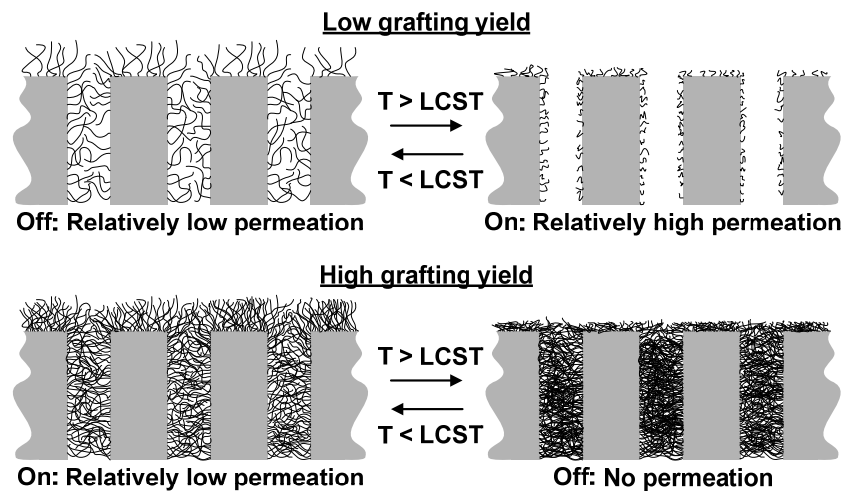 Low grafting yield
T > LCST
T < LCST
Off: Relatively low permeation
On: Relatively high permeation
High grafting yield
T > LCST
T < LCST
On: Relatively low permeation
Off: No permeation